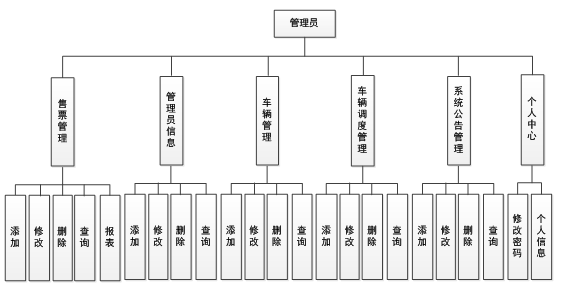 管理员
售票管理
管理员信息
车辆管理
车辆调度管理
系统公告管理
个人中心
添加
修改
删除
查询
报表
添加
修改
删除
查询
添加
修改
删除
查询
添加
修改
删除
查询
添加
修改
删除
查询
修改密码
个人信息